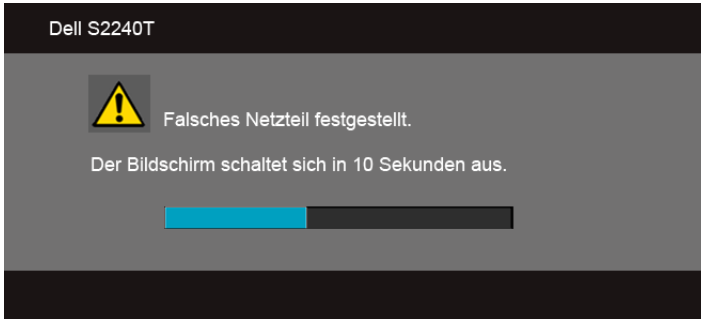 Dell S2240T
Falsches Netzteil festgestellt.
Der Bildschirm schaltet sich in 10 Sekunden aus.